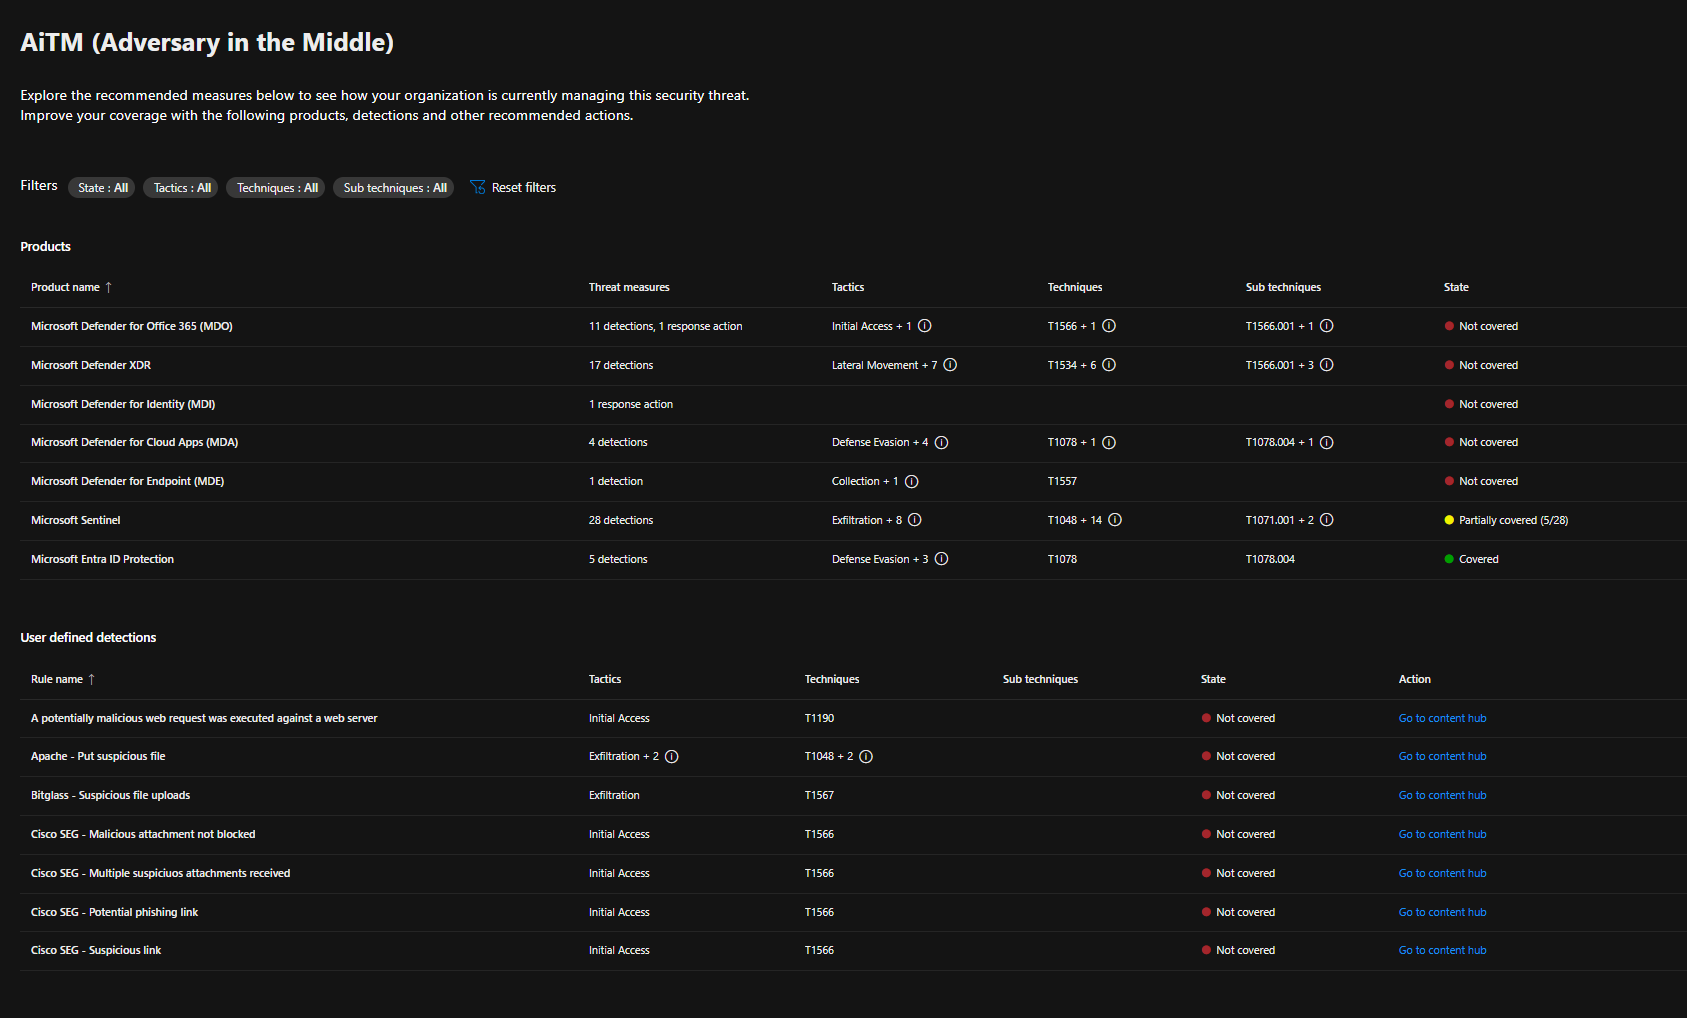 AiTM (Adversary in the Middle)
Explore the recommended measures below to see how your organization is currently managing this security threat.
Improve your coverage with the following products, detections and other recommended actions.
Filters State : All Tactics : All Techniques : All Sub techniques : All Reset filters
Products
Product name ↑ Threat measures Tactics Techniques Sub techniques State
Microsoft Defender for Office 365 (MDO) 11 detections, 1 response action Initial Access + 1 T1566 + 1 T1566.001 + 1 Not covered
Microsoft Defender XDR 17 detections Lateral Movement + 7 T1534 + 6 T1566.001 + 3 Not covered
Microsoft Defender for Identity (MDI) 1 response action Not covered
Microsoft Defender for Cloud Apps (MDA) 4 detections Defense Evasion + 4 T1078 + 1 T1078.004 + 1 Not covered
Microsoft Defender for Endpoint (MDE) 1 detection Collection + 1 T1557 Not covered
Microsoft Sentinel 28 detections Exfiltration + 8 T1048 + 14 T1071.001 + 2 Partially covered (5/28)
Microsoft Entra ID Protection 5 detections Defense Evasion + 3 T1078 T1078.004 Covered
User defined detections
Rule name ↑ Tactics Techniques Sub techniques State Action
A potentially malicious web request was executed against a web server Initial Access T1190 Not covered Go to content hub
Apache - Put suspicious file Exfiltration + 2 T1048 + 2 Not covered Go to content hub
Bitglass - Suspicious file uploads Exfiltration T1567 Not covered Go to content hub
Cisco SEG - Malicious attachment not blocked Initial Access T1566 Not covered Go to content hub
Cisco SEG - Multiple suspiciuos attachments received Initial Access T1566 Not covered Go to content hub
Cisco SEG - Potential phishing link Initial Access T1566 Not covered Go to content hub
Cisco SEG - Suspicious link Initial Access T1566 Not covered Go to content hub